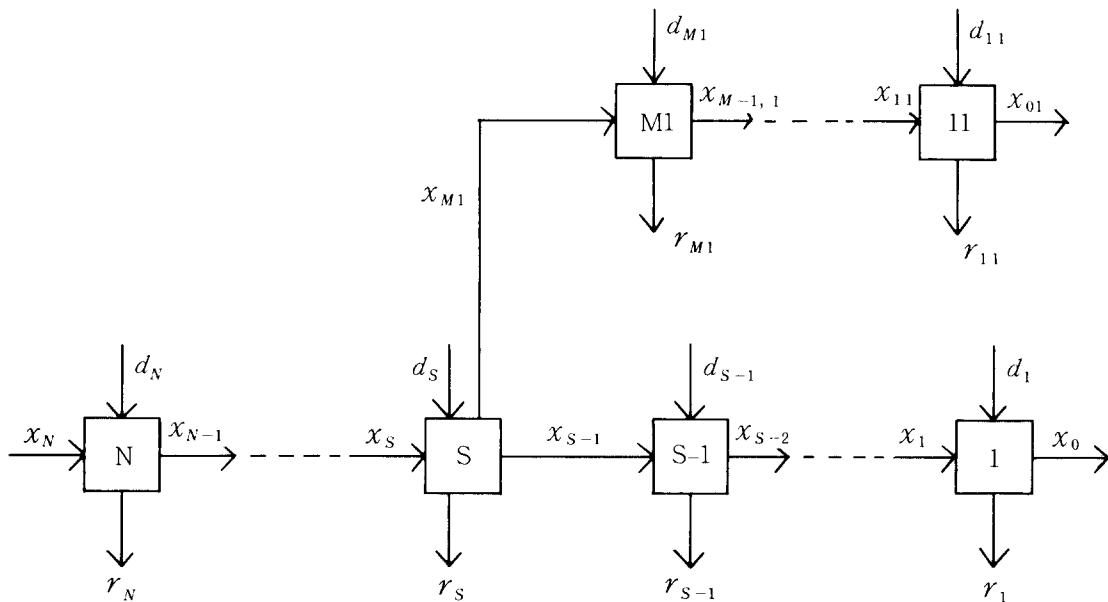 d_{M1} d_{11}
M1 x_{M-1, 1} x_{11} 11 x_{01}
x_{M1}
r_{M1} r_{11}
d_N d_S d_{S-1} d_1
x_N N x_{N-1} x_S S x_{S-1} S-1 x_{S-2} x_1 1 x_0
r_N r_S r_{S-1} r_1